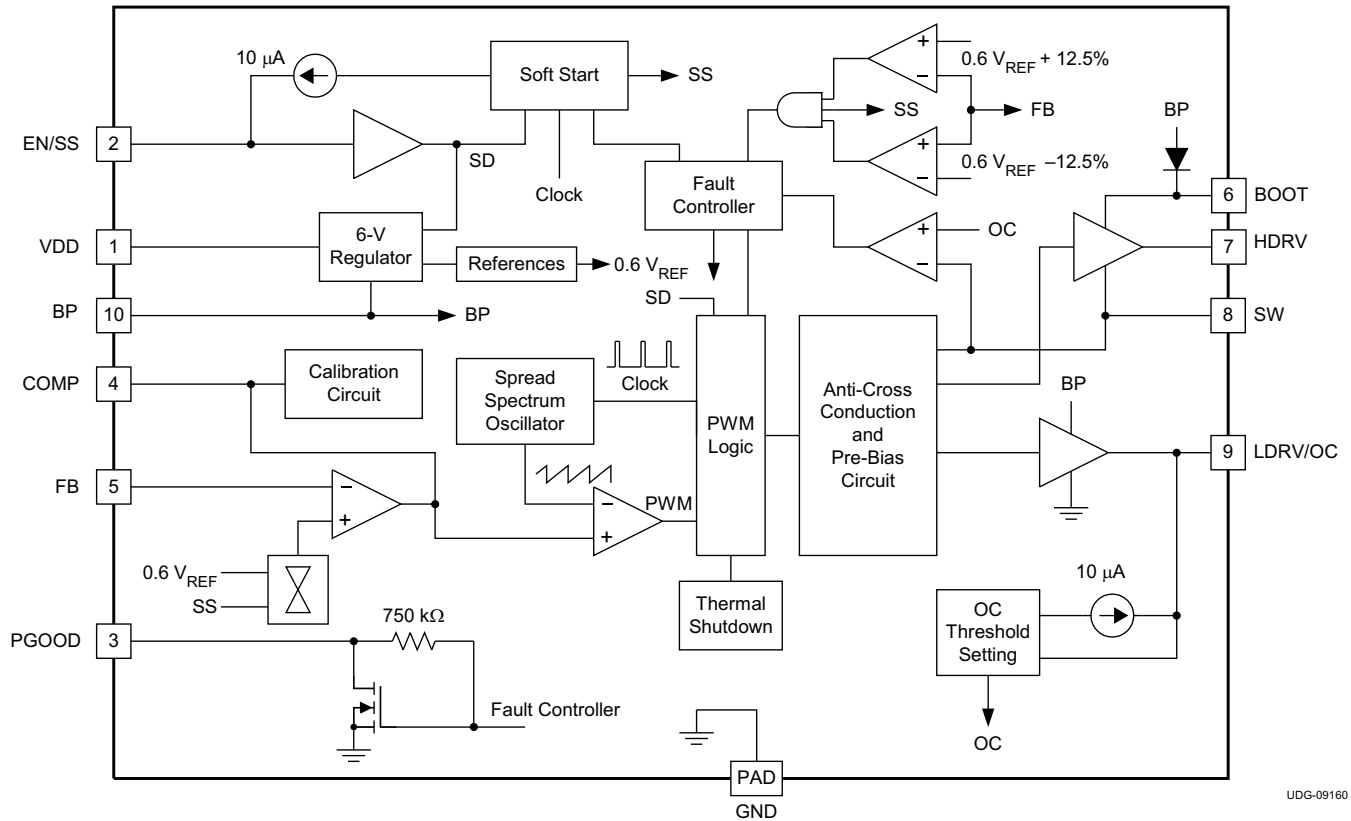 10 μA
Soft Start
SS
0.6 VREF + 12.5%
+
−
SS
FB
BP
EN/SS
2
SD
Clock
+
−
0.6 VREF –12.5%
Fault
Controller
6
BOOT
VDD
1
6-V
Regulator
References
0.6 VREF
+
−
OC
7
HDRV
BP
10
BP
SD
8
SW
COMP
4
Calibration
Circuit
Spread
Spectrum
Oscillator
Clock
PWM
Logic
Anti-Cross
Conduction
and
Pre-Bias
Circuit
BP
9
LDRV/OC
FB
5
−
+
PWM
−
+
0.6 VREF
SS
Thermal
Shutdown
10 μA
OC
Threshold
Setting
OC
PGOOD
3
750 kΩ
Fault Controller
PAD
GND
UDG-09160